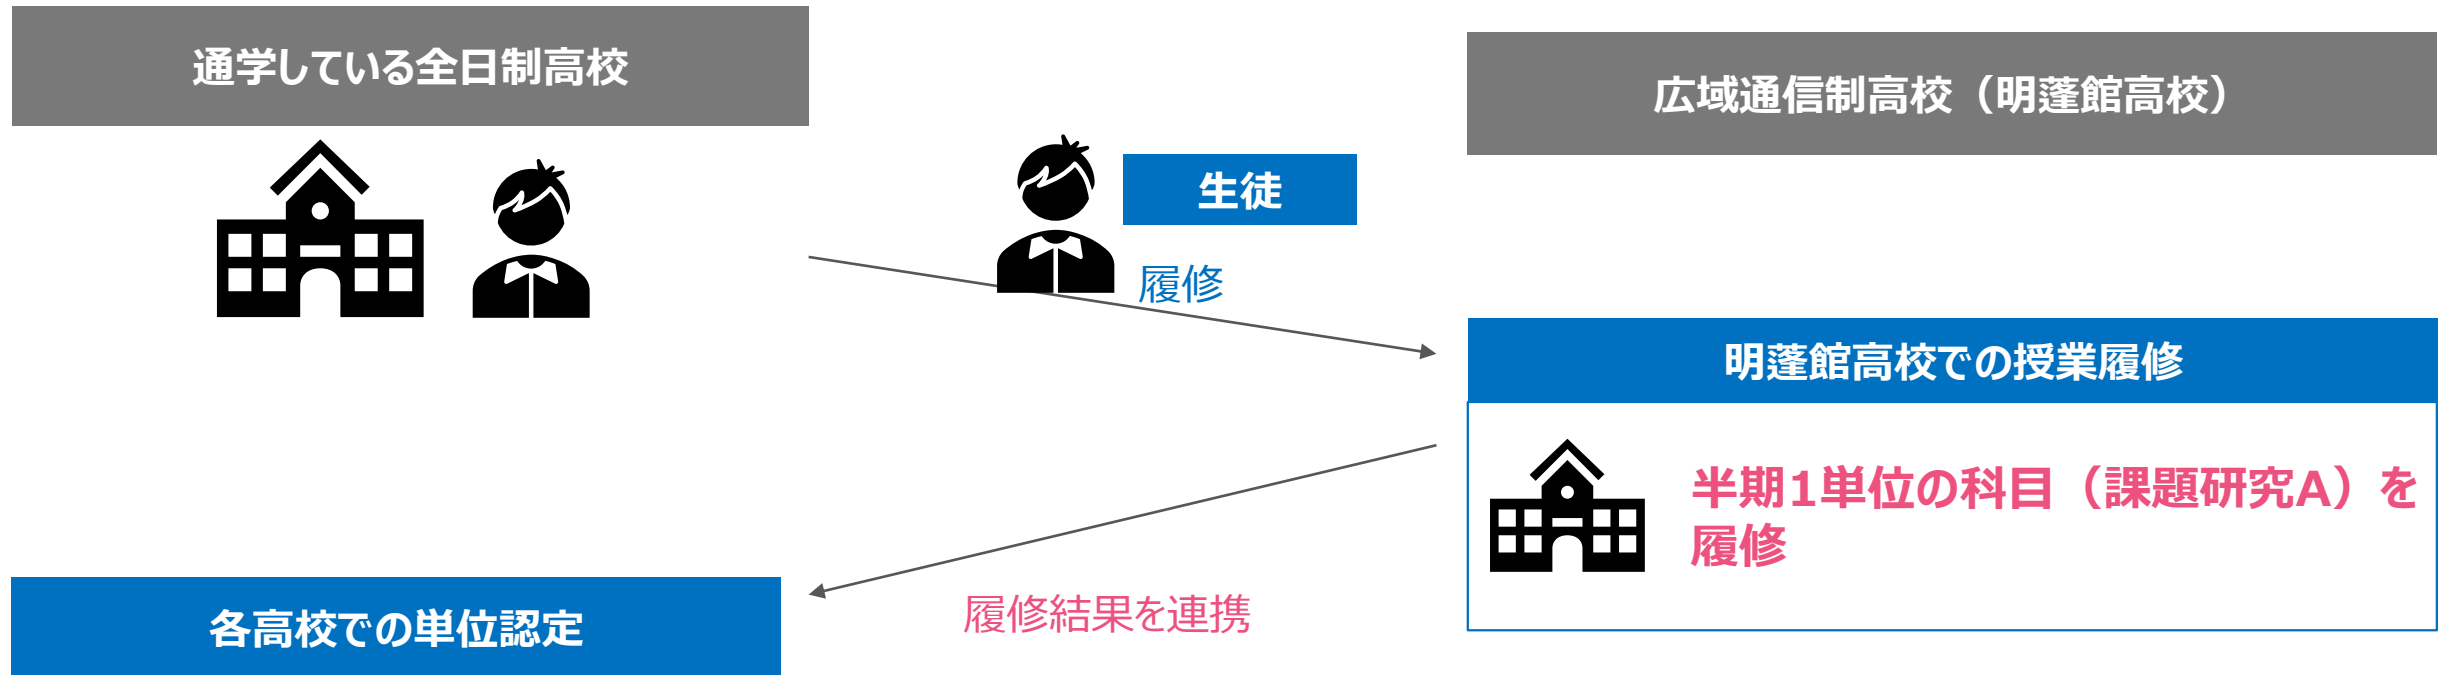 通学している全日制高校
広域通信制高校（明蓬館高校）
生徒
履修
明蓬館高校での授業履修
半期1単位の科目（課題研究A）を
履修
履修結果を連携
各高校での単位認定